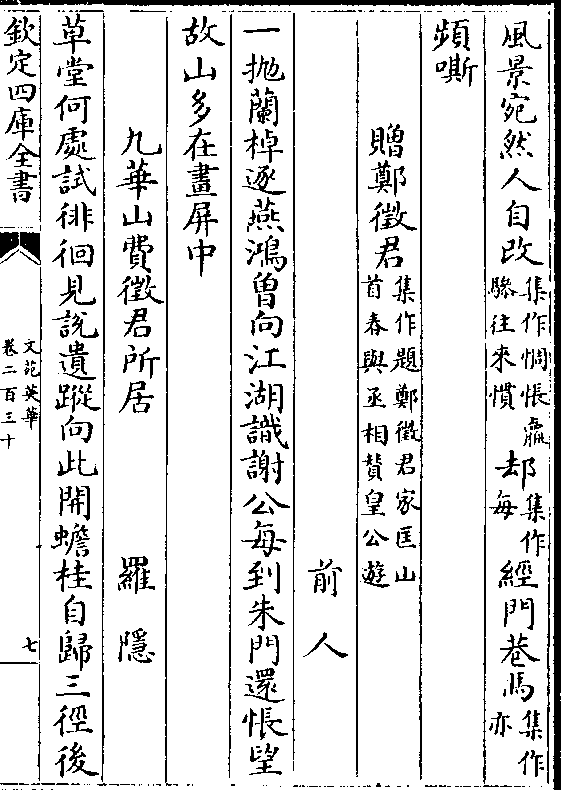 風景宛然人自改集作惆悵羸驂往來慣却集作每經門巷馬集作亦
頻嘶
贈鄭徵君集作題鄭徵君家匡山首春與丞相贊皇公遊
前人
一抛蘭棹逐燕鴻曾向江湖識謝公每到朱門還悵望
故山多在畫屏中
九華山費徵君所居 羅隱
草堂何處試徘徊見說遺蹤向此開蟾桂自歸三徑後
欽定四庫全書
文苑英華
卷二百三十
七